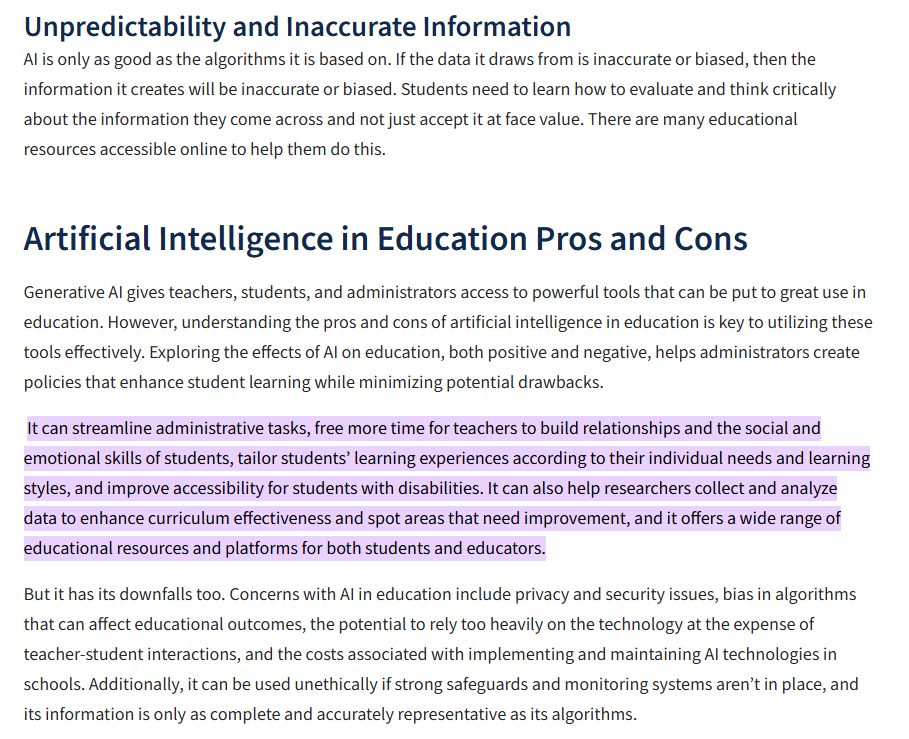 Unpredictability and Inaccurate Information
AI is only as good as the algorithms it is based on. If the data it draws from is inaccurate or biased, then the
information it creates will be inaccurate or biased. Students need to learn how to evaluate and think critically
about the information they come across and not just accept it at face value. There are many educational
resources accessible online to help them do this.
Artificial Intelligence in Education Pros and Cons
Generative AI gives teachers, students, and administrators access to powerful tools that can be put to great use in
education. However, understanding the pros and cons of artificial intelligence in education is key to utilizing these
tools effectively. Exploring the effects of AI on education, both positive and negative, helps administrators create
policies that enhance student learning while minimizing potential drawbacks.
It can streamline administrative tasks, free more time for teachers to build relationships and the social and
emotional skills of students, tailor students’ learning experiences according to their individual needs and learning
styles, and improve accessibility for students with disabilities. It can also help researchers collect and analyze
data to enhance curriculum effectiveness and spot areas that need improvement, and it offers a wide range of
educational resources and platforms for both students and educators.
But it has its downfalls too. Concerns with AI in education include privacy and security issues, bias in algorithms
that can affect educational outcomes, the potential to rely too heavily on the technology at the expense of
teacher-student interactions, and the costs associated with implementing and maintaining AI technologies in
schools. Additionally, it can be used unethically if strong safeguards and monitoring systems aren’t in place, and
its information is only as complete and accurately representative as its algorithms.